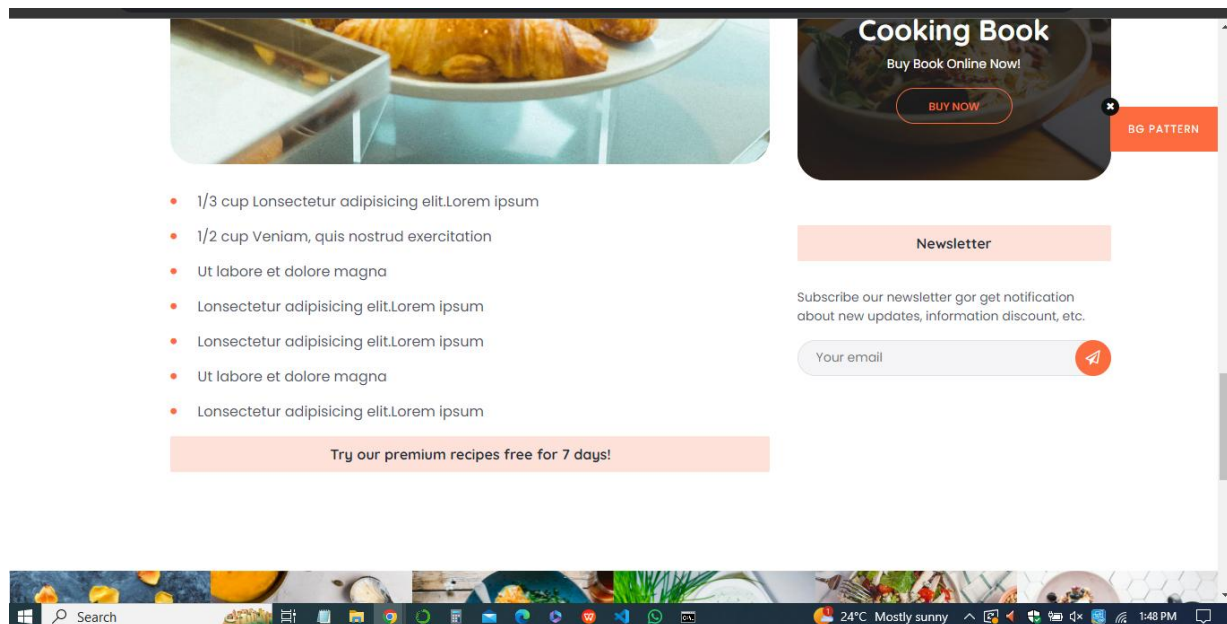 Cooking Book
Buy Book Online Now!
BUY NOW
BG PATTERN
1/3 cup Lonsectetur adipisicing elit.Lorem ipsum
1/2 cup Veniam, quis nostrud exercitation
Ut labore et dolore magna
Lonsectetur adipisicing elit.Lorem ipsum
Lonsectetur adipisicing elit.Lorem ipsum
Ut labore et dolore magna
Lonsectetur adipisicing elit.Lorem ipsum
Try our premium recipes free for 7 days!
Newsletter
Subscribe our newsletter gor get notification
about new updates, information discount, etc.
Your email
Search
24°C Mostly sunny
1:48 PM